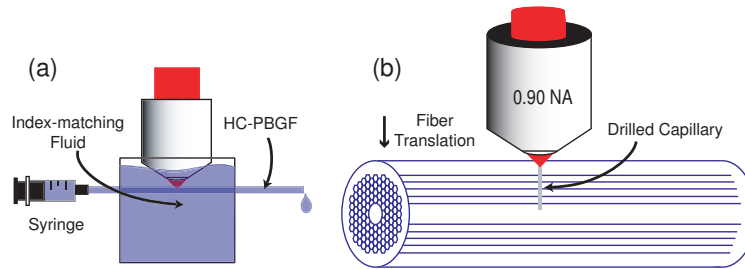 (a)
Index-matching
Fluid
HC-PBGF
Syringe
(b)
0.90 NA
Fiber
Translation
Drilled Capillary